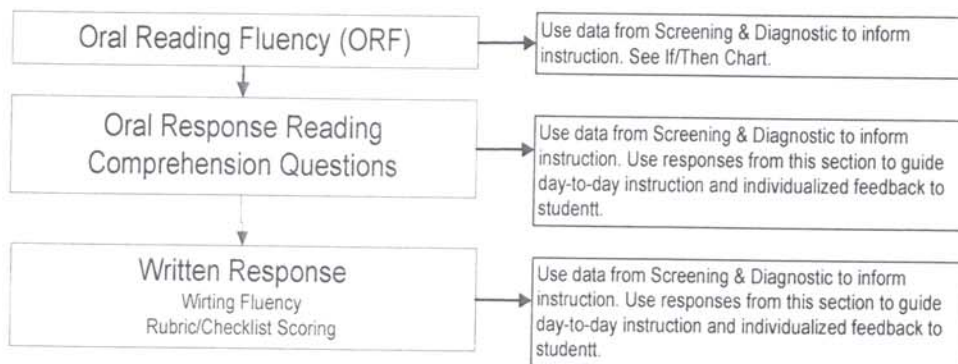 Oral Reading Fluency (ORF)
Use data from Screening & Diagnostic to inform
instruction. See If/Then Chart.
Oral Response Reading
Comprehension Questions
Use data from Screening & Diagnostic to inform
instruction. Use responses from this section to guide
day-to-day instruction and individualized feedback to
studentt.
Written Response
Wirting Fluency
Rubric/Checklist Scoring
Use data from Screening & Diagnostic to inform
instruction. Use responses from this section to guide
day-to-day instruction and individualized feedback to
studentt.